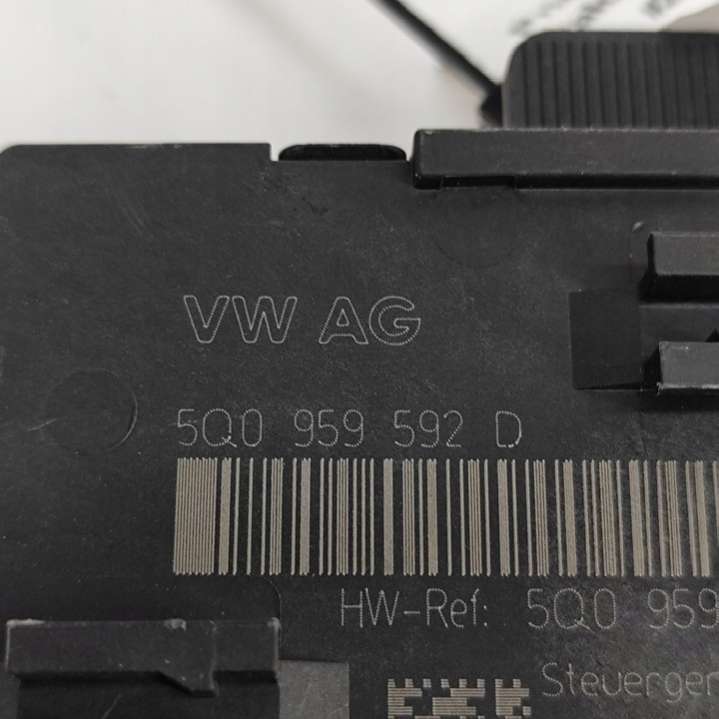 VW AG
5Q0 959 592 D
HW-Ref: 5Q0 959
Steuerger